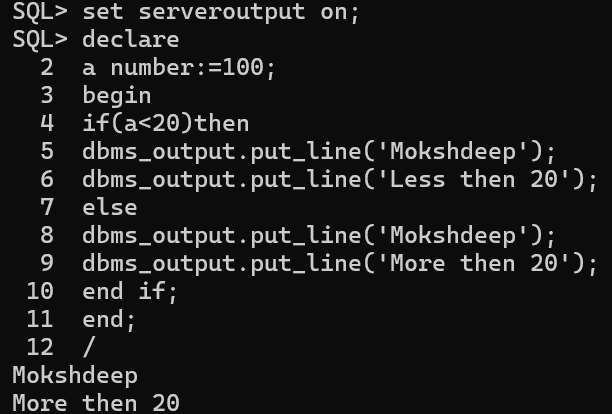 SQL> set serveroutput on;
SQL> declare
  2  a number:=100;
  3  begin
  4  if(a<20)then
  5  dbms_output.put_line('Mokshdeep');
  6  dbms_output.put_line('Less then 20');
  7  else
  8  dbms_output.put_line('Mokshdeep');
  9  dbms_output.put_line('More then 20');
 10  end if;
 11  end;
 12  /
Mokshdeep
More then 20